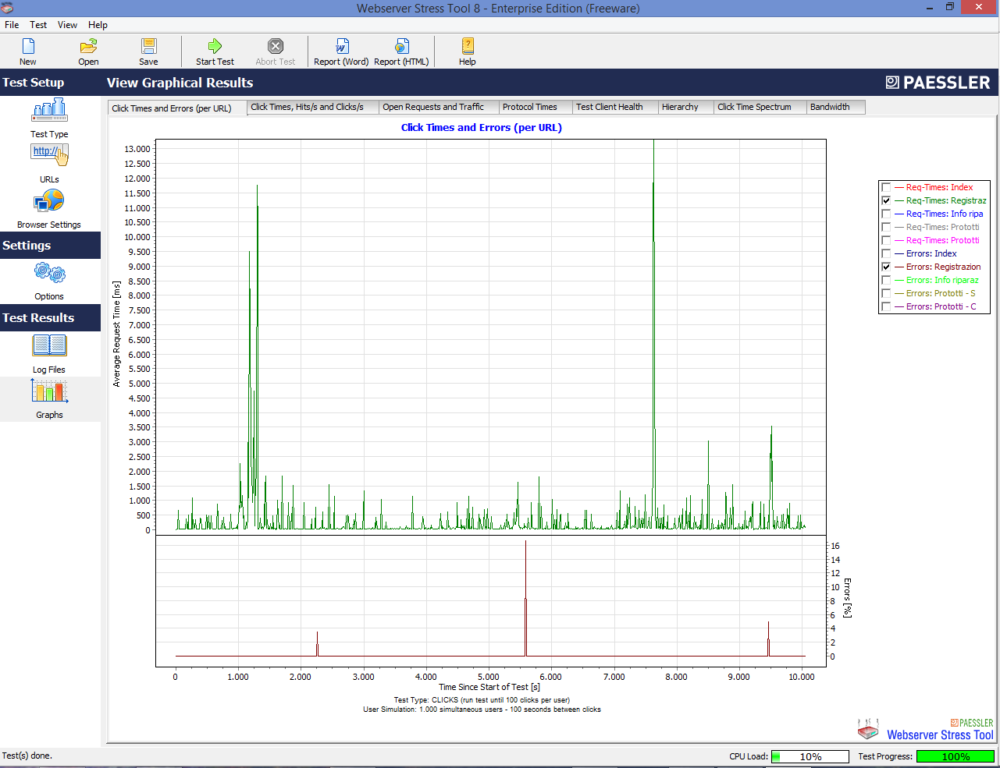 Webserver Stress Tool 8 - Enterprise Edition (Freeware)
File Test View Help
New Open Save Start Test Abort Test Report (Word) Report (HTML) Help
Test Setup
View Graphical Results
PAESSLER
Test Type
http://
URLs
Browser Settings
Settings
Options
Test Results
Log Files
Graphs
Click Times and Errors (per URL) Click Times, Hits/s and Clicks/s Open Requests and Traffic Protocol Times Test Client Health Hierarchy Click Time Spectrum Bandwidth
Click Times and Errors (per URL)
13.000
12.500
12.000
11.500
11.000
10.500
10.000
9.500
9.000
8.500
8.000
7.500
7.000
6.500
6.000
5.500
5.000
4.500
4.000
3.500
3.000
2.500
2.000
1.500
1.000
500
0
Average Request Time [ms]
16
14
12
10
8
6
4
2
0
Errors [%]
0 1.000 2.000 3.000 4.000 5.000 6.000 7.000 8.000 9.000 10.000
Time Since Start of Test [s]
Test Type: CLICKS (run test until 100 clicks per user)
User Simulation: 1.000 simultaneous users - 100 seconds between clicks
Req-Times: Index
Req-Times: Registraz
Req-Times: Info ripa
Req-Times: Prototti
Req-Times: Prototti
Errors: Index
Errors: Registrazion
Errors: Info riparaz
Errors: Prototti - S
Errors: Prototti - C
PAESSLER
Webserver Stress Tool
Test(s) done.
CPU Load: 10% Test Progress: 100%